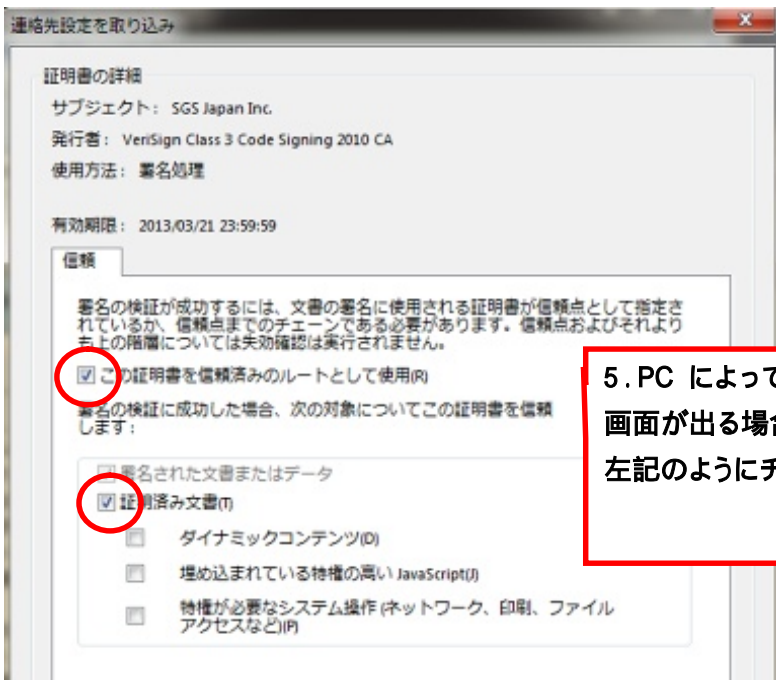 連絡先設定を取り込み
証明書の詳細
サブジェクト: SGS Japan Inc.
発行者: VeriSign Class 3 Code Signing 2010 CA
使用方法: 署名処理
有効期限: 2013/03/21 23:59:59
信頼
署名の検証が成功するには、文書の署名に使用される証明書が信頼点として指定さ
れているか、信頼点までのチェーンである必要があります。信頼点およびそれより
も上の階層については失効確認は実行されません。
この証明書を信頼済みのルートとして使用(R)
署名の検証に成功した場合、次の対象についてこの証明書を信頼
します:
署名された文書またはデータ
証明済み文書(T)
ダイナミックコンテンツ(D)
埋め込まれている特権の高い JavaScript(J)
特権が必要なシステム操作 (ネットワーク、印刷、ファイル
アクセスなど)(P)
5.PC によって
画面が出る場合
左記のようにチ